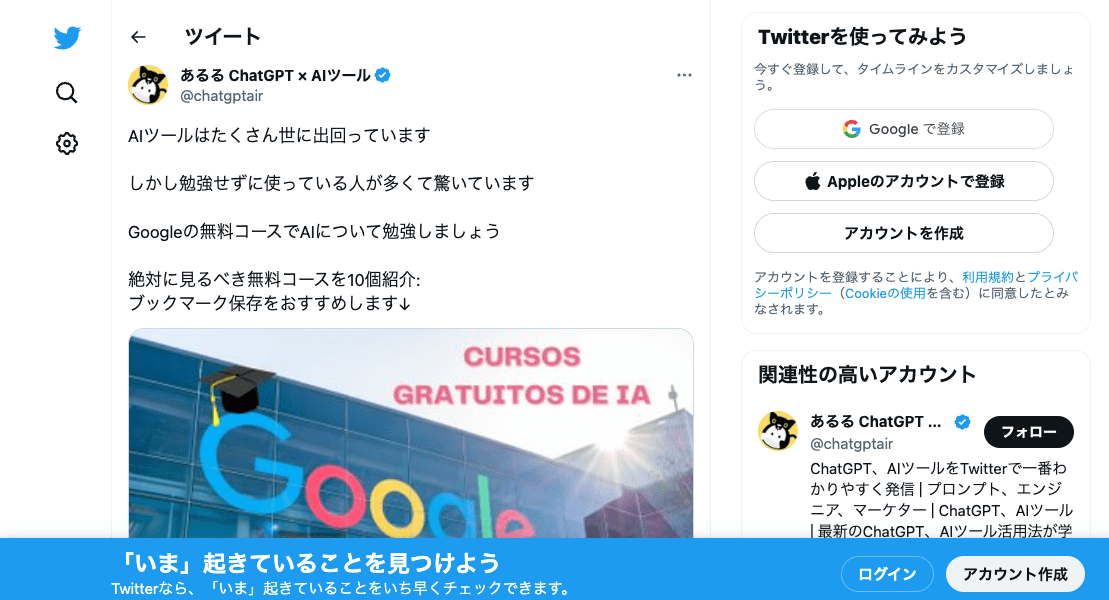 ツイート
あるる ChatGPT × AIツール
@chatgptair
AIツールはたくさん世に出回っています
しかし勉強せずに使っている人が多くて驚いています
Googleの無料コースでAIについて勉強しましょう
絶対に見るべき無料コースを10個紹介:
ブックマーク保存をおすすめします↓
CURSOS
GRATUITOS DE IA
Google
Twitterを使ってみよう
今すぐ登録して、タイムラインをカスタマイズしましょ
う。
Google で登録
Appleのアカウントで登録
アカウントを作成
アカウントを登録することにより、利用規約とプライバ
シーポリシー（Cookieの使用を含む）に同意したとみ
なされます。
関連性の高いアカウント
あるる ChatGPT ...
@chatgptair
フォロー
ChatGPT、AIツールをTwitterで一番わ
かりやすく発信 | プロンプト、エンジ
ニア、マーケター | ChatGPT、AIツール
| 最新のChatGPT、AIツール活用法が学
「いま」起きていることを見つけよう
Twitterなら、「いま」起きていることをいち早くチェックできます。
ログイン
アカウント作成